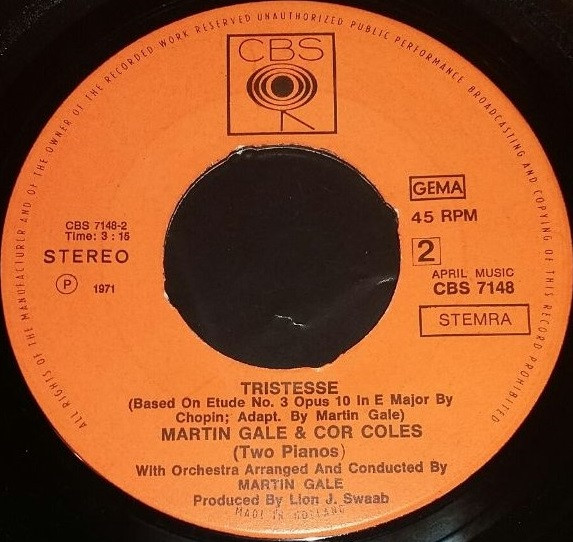 ALL RIGHTS OF THE MANUFACTURER AND OF THE OWNER OF THE RECORDED WORK RESERVED UNAUTHORIZED PUBLIC PERFORMANCE BROADCASTING AND COPYING OF THIS RECORD PROHIBITED
CBS
GEMA
45 RPM
CBS 7148-2
Time: 3 : 15
STEREO
P 1971
2
APRIL MUSIC
CBS 7148
STEMRA
TRISTESSE
(Based On Etude No. 3 Opus 10 In E Major By
Chopin; Adapt. By Martin Gale)
MARTIN GALE & COR COLES
(Two Pianos)
With Orchestra Arranged And Conducted By
MARTIN GALE
Produced By Lion J. Swaab
MADE IN HOLLAND